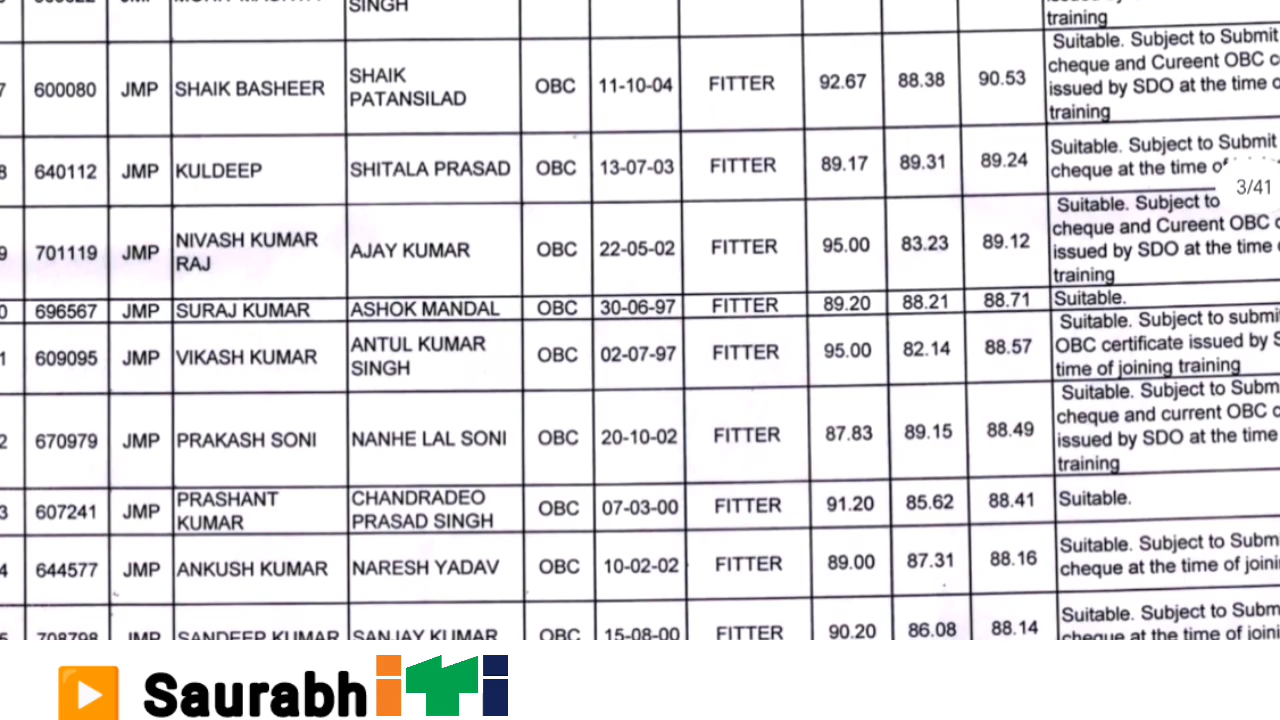 SINGH
training
7 600080 JMP SHAIK BASHEER SHAIK PATANSILAD OBC 11-10-04 FITTER 92.67 88.38 90.53 Suitable. Subject to Submit
cheque and Cureent OBC c
issued by SDO at the time o
training
8 640112 JMP KULDEEP SHITALA PRASAD OBC 13-07-03 FITTER 89.17 89.31 89.24 Suitable. Subject to Submit
cheque at the time of
3/41
9 701119 JMP NIVASH KUMAR RAJ AJAY KUMAR OBC 22-05-02 FITTER 95.00 83.23 89.12 Suitable. Subject to
cheque and Cureent OBC c
issued by SDO at the time o
training
0 696567 JMP SURAJ KUMAR ASHOK MANDAL OBC 30-06-97 FITTER 89.20 88.21 88.71 Suitable.
1 609095 JMP VIKASH KUMAR ANTUL KUMAR SINGH OBC 02-07-97 FITTER 95.00 82.14 88.57 Suitable. Subject to submi
OBC certificate issued by S
time of joining training
2 670979 JMP PRAKASH SONI NANHE LAL SONI OBC 20-10-02 FITTER 87.83 89.15 88.49 Suitable. Subject to Subm
cheque and current OBC c
issued by SDO at the time
training
3 607241 JMP PRASHANT KUMAR CHANDRADEO PRASAD SINGH OBC 07-03-00 FITTER 91.20 85.62 88.41 Suitable.
4 644577 JMP ANKUSH KUMAR NARESH YADAV OBC 10-02-02 FITTER 89.00 87.31 88.16 Suitable. Subject to Subm
cheque at the time of joini
708798 JMP SANDEEP KUMAR SANJAY KUMAR OBC 15-08-00 FITTER 90.20 86.08 88.14 Suitable. Subject to Subm
cheque at the time of joini
Saurabh iTi